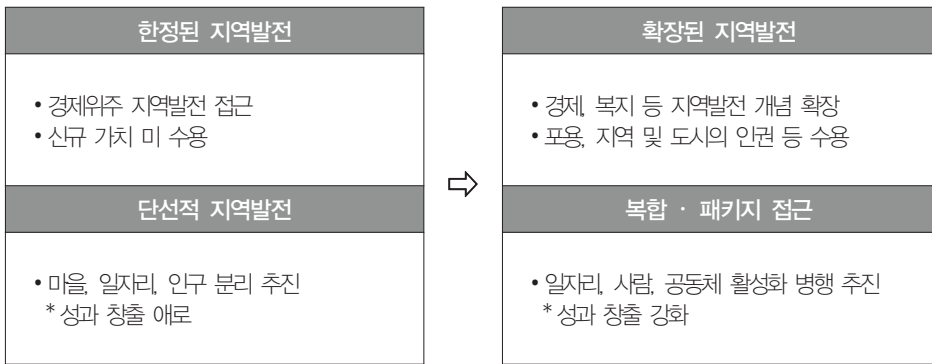 한정된 지역발전
• 경제위주 지역발전 접근
• 신규 가치 미 수용
단선적 지역발전
• 마을, 일자리, 인구 분리 추진
* 성과 창출 애로
⇨
확장된 지역발전
• 경제, 복지 등 지역발전 개념 확장
• 포용, 지역 및 도시의 인권 등 수용
복합 · 패키지 접근
• 일자리, 사람, 공동체 활성화 병행 추진
* 성과 창출 강화